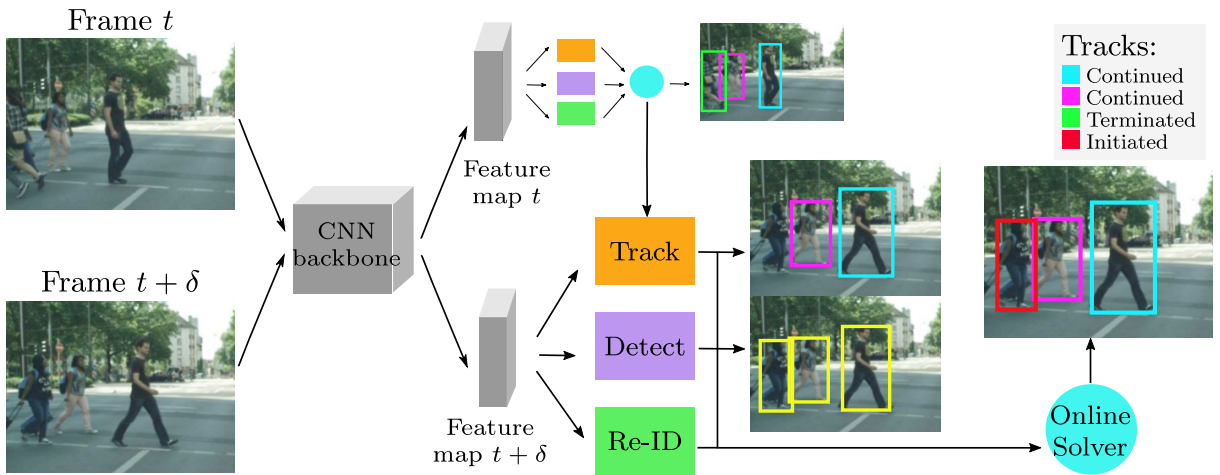 Frame t
Frame t + δ
CNN
backbone
Feature
map t
Feature
map t + δ
Track
Detect
Re-ID
Online
Solver
Tracks:
Continued
Continued
Terminated
Initiated